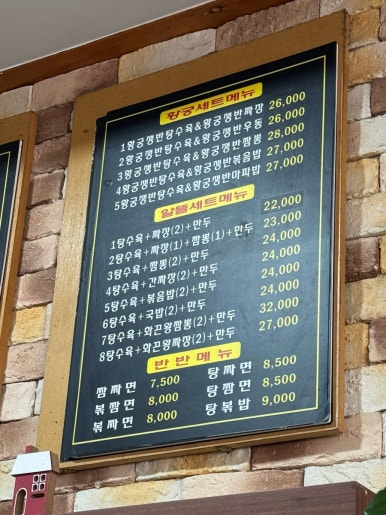 황궁세트메뉴
1황궁쟁반탕수육&황궁쟁반짜장 26,000
2황궁쟁반탕수육&황궁쟁반우동 26,000
3황궁쟁반탕수육&황궁쟁반짬뽕 28,000
4황궁쟁반탕수육&황궁쟁반볶음밥 27,000
5황궁쟁반탕수육&황궁쟁반마파밥 27,000
알뜰세트메뉴
1탕수육+짜장(2)+만두 22,000
2탕수육+짜장(1)+짬뽕(1)+만두 23,000
3탕수육+짬뽕(2)+만두 24,000
4탕수육+간짜장(2)+만두 24,000
5탕수육+볶음밥(2)+만두 24,000
6탕수육+국밥(2)+만두 24,000
7탕수육+화끈왕짬뽕(2)+만두 32,000
8탕수육+화끈왕짜장(2)+만두 27,000
반반메뉴
짬짜면 7,500 탕짜면 8,500
볶짬면 8,000 탕짬면 8,500
볶짜면 8,000 탕볶밥 9,000